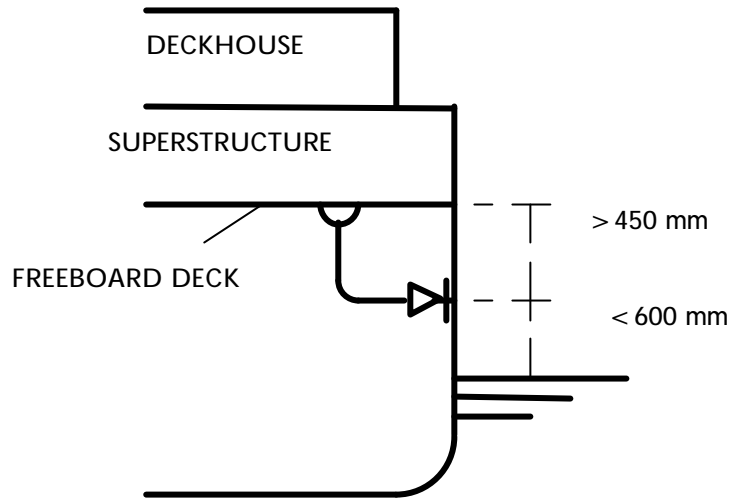 DECKHOUSE
SUPERSTRUCTURE
> 450 mm
FREEBOARD DECK
< 600 mm